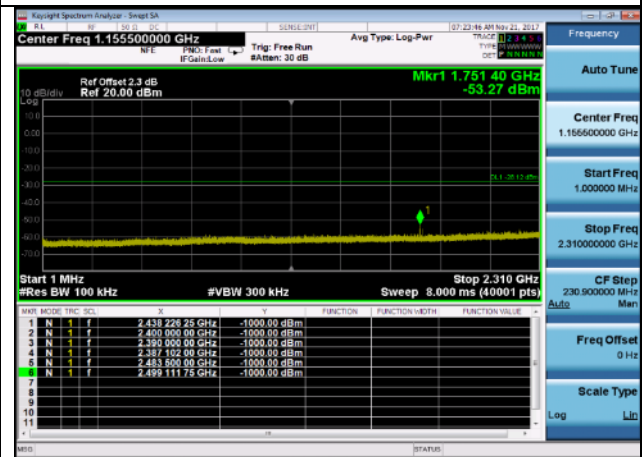 Keysight Spectrum Analyzer - Swept SA
RL RF 50 Ω DC SENSE:INT 07:23:46 AM Nov 21, 2017
Center Freq 1.155500000 GHz
NFE PNO: Fast IFGain:Low
Trig: Free Run
#Atten: 30 dB
Avg Type: Log-Pwr
TRACE 1 2 3 4 5 6
TYPE M WWWWW
DET P NNNNN
Ref Offset 2.3 dB
10 dB/div Ref 20.00 dBm
Log
Mkr1 1.751 40 GHz
-53.27 dBm
10.0
0.00
-10.0
-20.0
-30.0
-40.0
-50.0
-60.0
-70.0
1
Start 1 MHz Stop 2.310 GHz
#Res BW 100 kHz #VBW 300 kHz Sweep 8.000 ms (40001 pts)
MKR MODE TRC SCL X Y FUNCTION FUNCTION WIDTH FUNCTION VALUE
1 N 1 f 2.438 226 25 GHz -1000.00 dBm
2 N 1 f 2.400 000 00 GHz -1000.00 dBm
3 N 1 f 2.390 000 00 GHz -1000.00 dBm
4 N 1 f 2.387 102 00 GHz -1000.00 dBm
5 N 1 f 2.483 500 00 GHz -1000.00 dBm
6 N 1 f 2.499 111 75 GHz -1000.00 dBm
7
8
9
10
11
MSG STATUS
Frequency
Auto Tune
Center Freq
1.155500000 GHz
Start Freq
1.000000 MHz
Stop Freq
2.310000000 GHz
CF Step
230.900000 MHz
Auto Man
Freq Offset
0 Hz
Scale Type
Log Lin